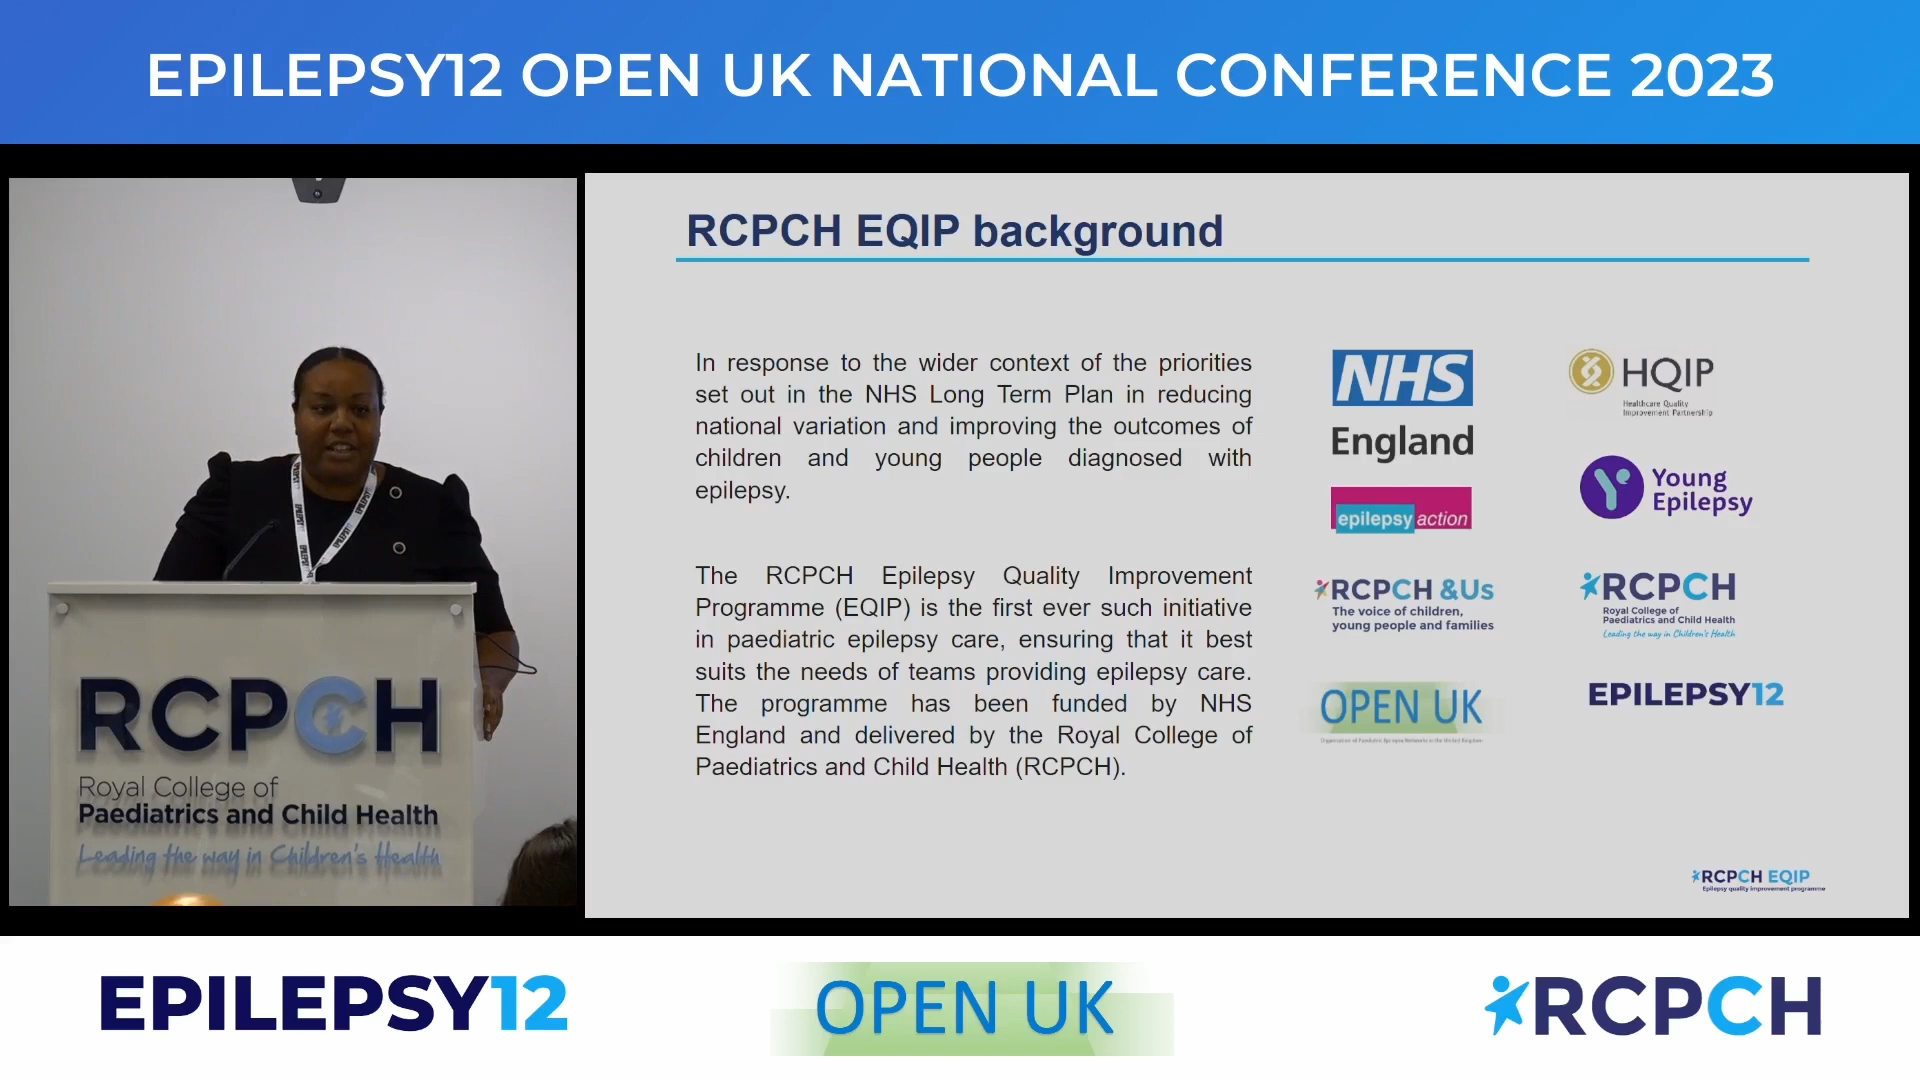 EPILEPSY12 OPEN UK NATIONAL CONFERENCE 2023
RCPCH
Royal College of
Paediatrics and Child Health
Leading the way in Children's Health
RCPCH EQIP background
In response to the wider context of the priorities
set out in the NHS Long Term Plan in reducing
national variation and improving the outcomes of
children and young people diagnosed with
epilepsy.
The RCPCH Epilepsy Quality Improvement
Programme (EQIP) is the first ever such initiative
in paediatric epilepsy care, ensuring that it best
suits the needs of teams providing epilepsy care.
The programme has been funded by NHS
England and delivered by the Royal College of
Paediatrics and Child Health (RCPCH).
NHS
England
HQIP
Healthcare Quality
Improvement Partnership
epilepsy action
Young
Epilepsy
RCPCH &Us
The voice of children,
young people and families
RCPCH
Royal College of
Paediatrics and Child Health
Leading the way in Children's Health
OPEN UK
EPILEPSY12
RCPCH EQIP
Epilepsy quality improvement programme
EPILEPSY12
OPEN UK
RCPCH